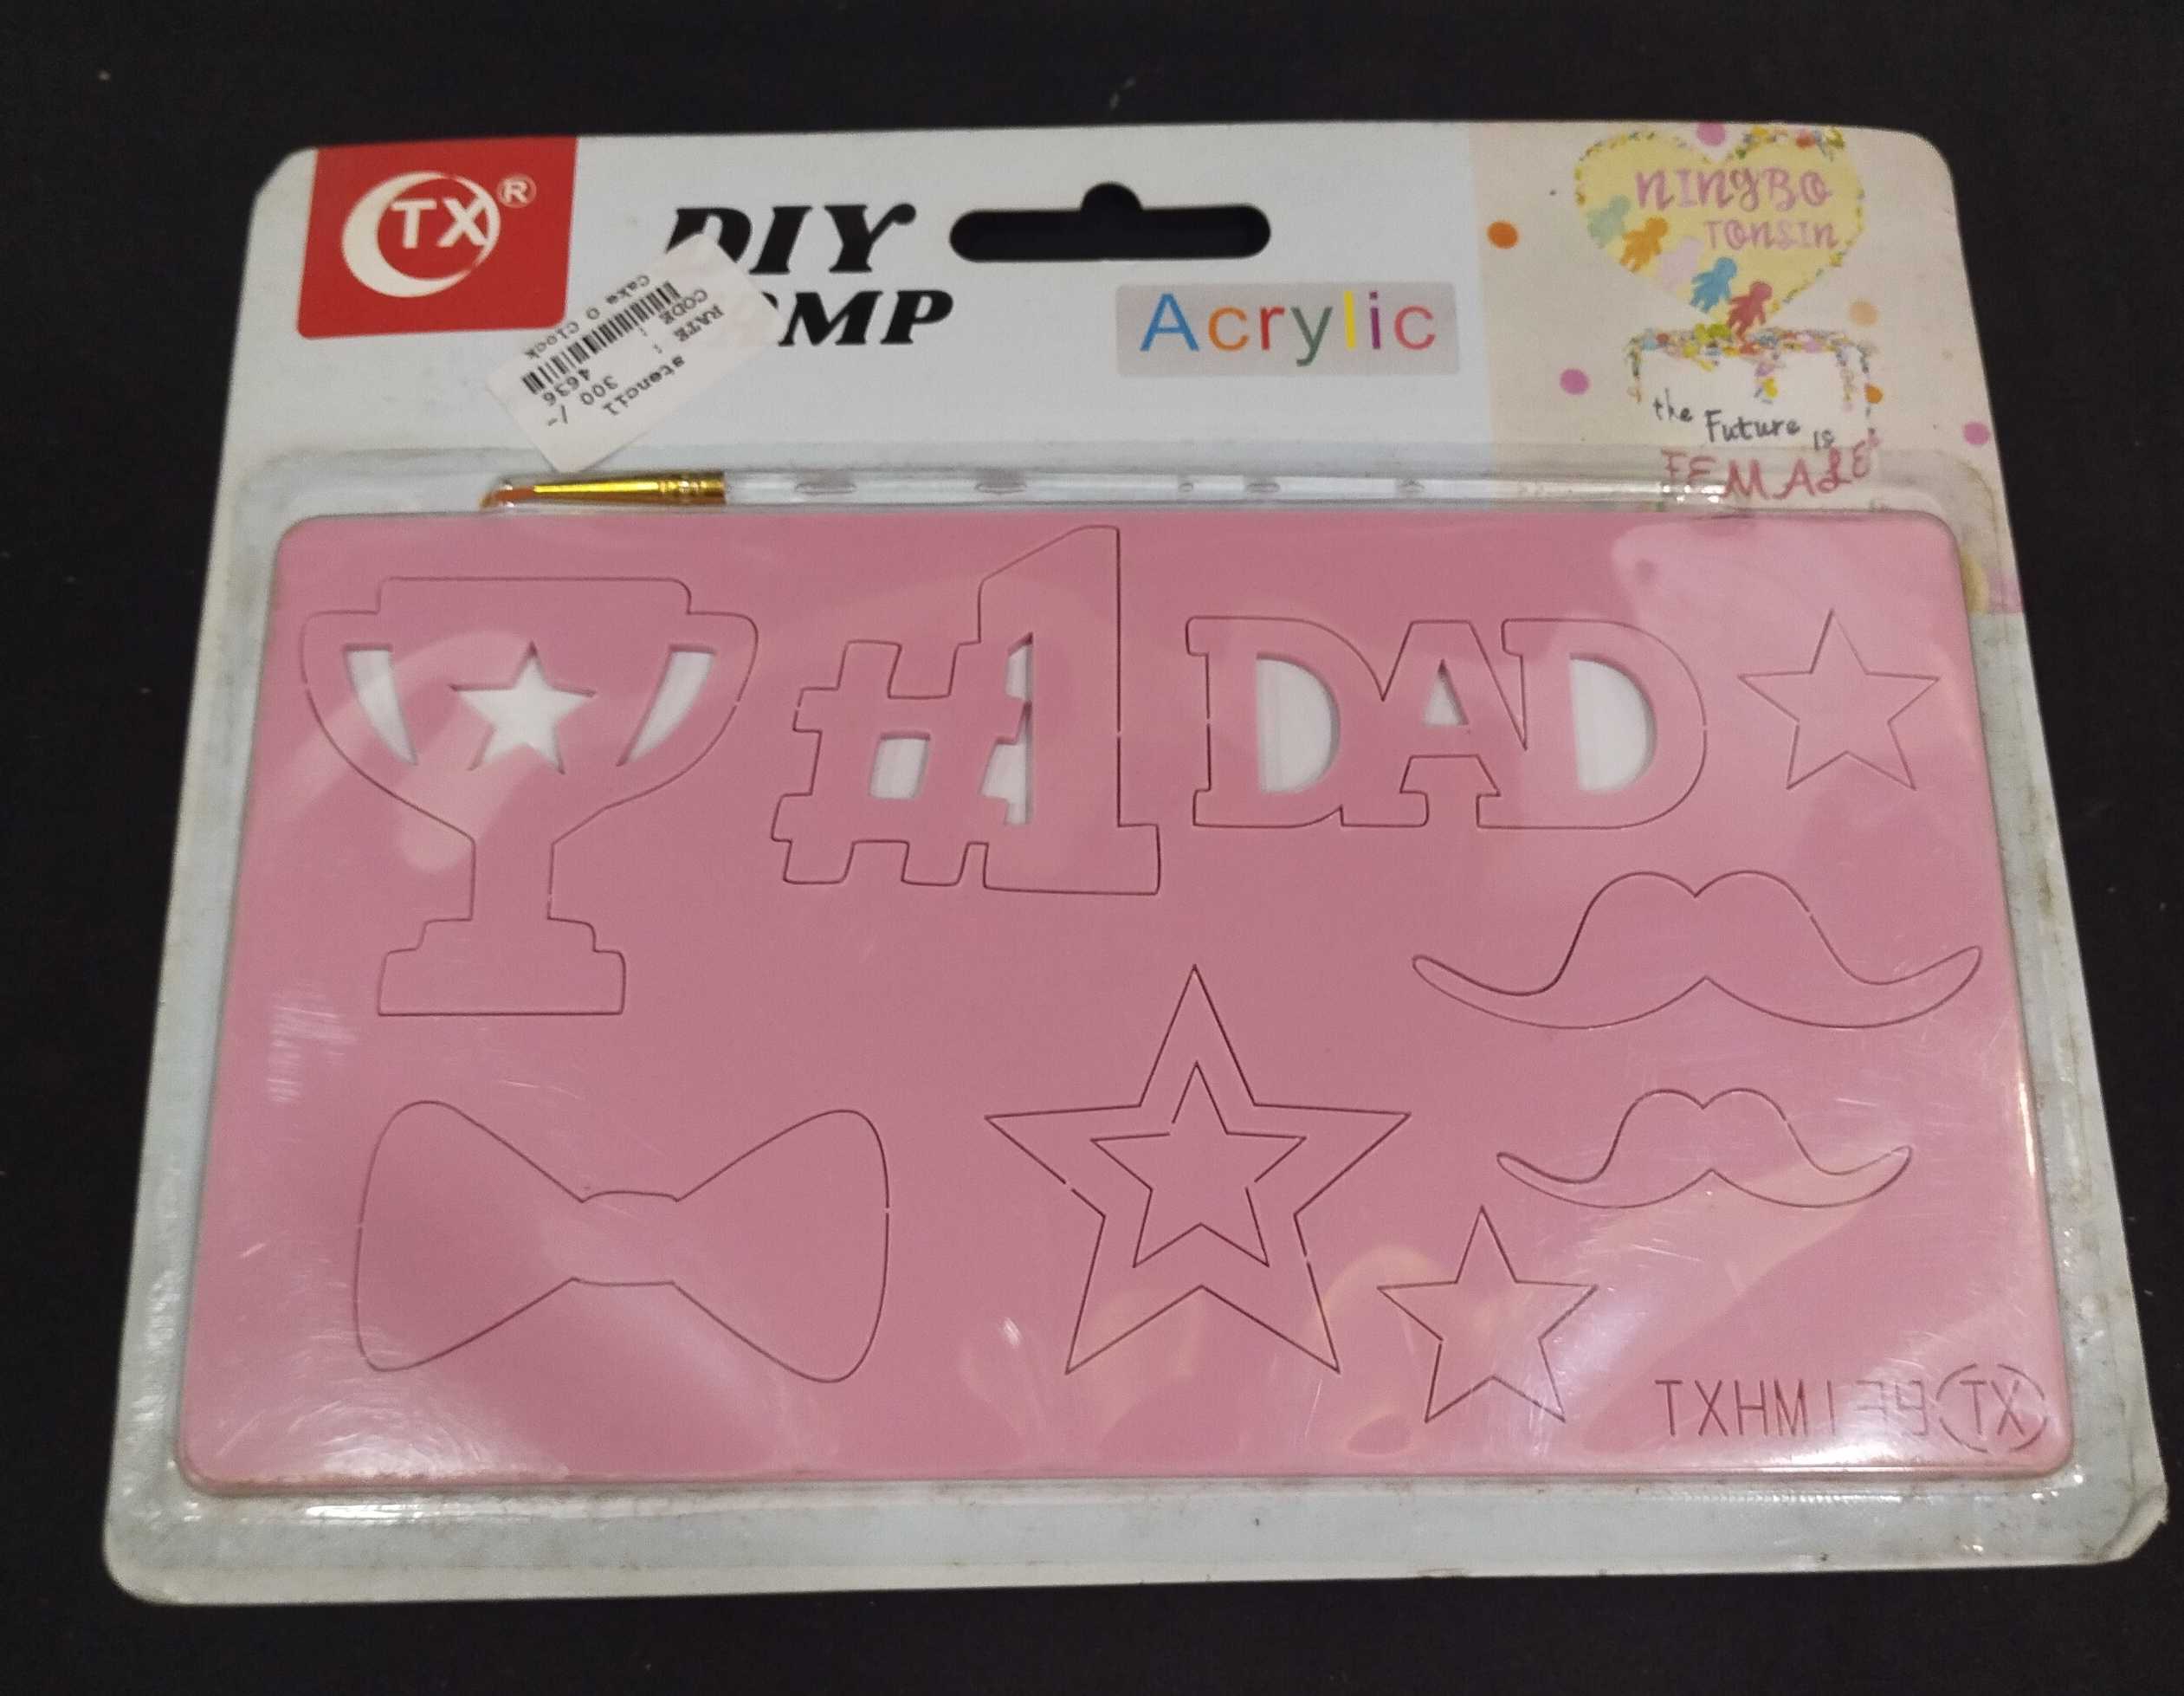 TX®
DIY
MP
Acrylic
NINGBO
TONSIN
the Future is
FEMALE
stencil
RATE : 300 /-
CODE : 4636
Cake O Clock
#1 DAD
TX